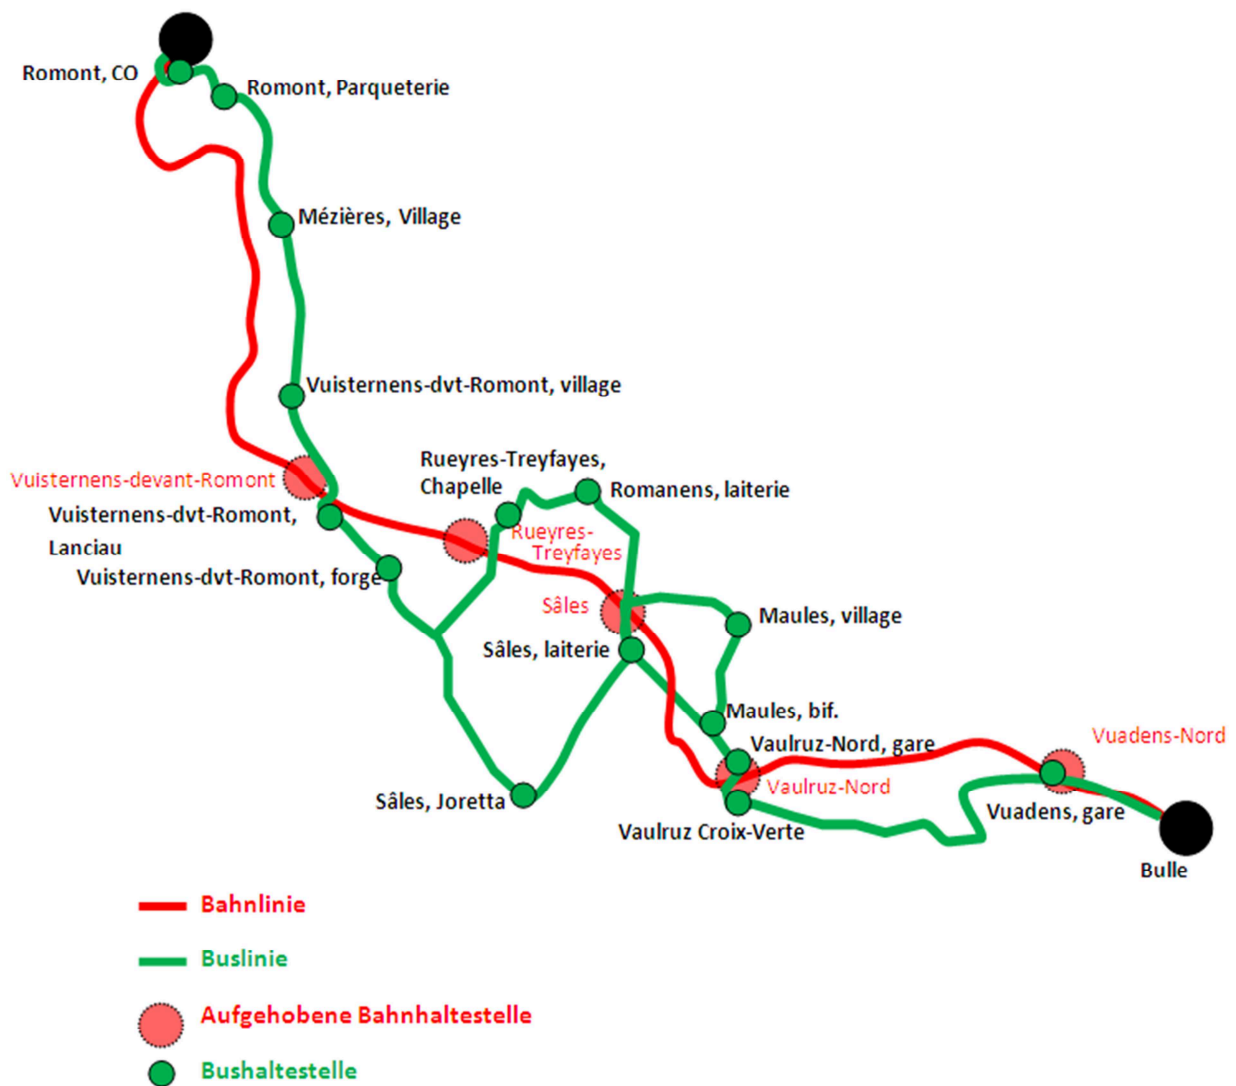 Romont, CO
Romont, Parqueterie
Mézières, Village
Vuisternens-dvt-Romont, village
Vuisternens-devant-Romont
Rueyres-Treyfayes,
Chapelle
Romanens, laiterie
Vuisternens-dvt-Romont,
Lanciau
Rueyres-
Treyfayes
Vuisternens-dvt-Romont, forge
Sâles
Maules, village
Sâles, laiterie
Maules, bif.
Vaulruz-Nord, gare
Vuadens-Nord
Vaulruz-Nord
Sâles, Joretta
Vuadens, gare
Vaulruz Croix-Verte
Bulle
Bahnlinie
Buslinie
Aufgehobene Bahnhaltestelle
Bushaltestelle